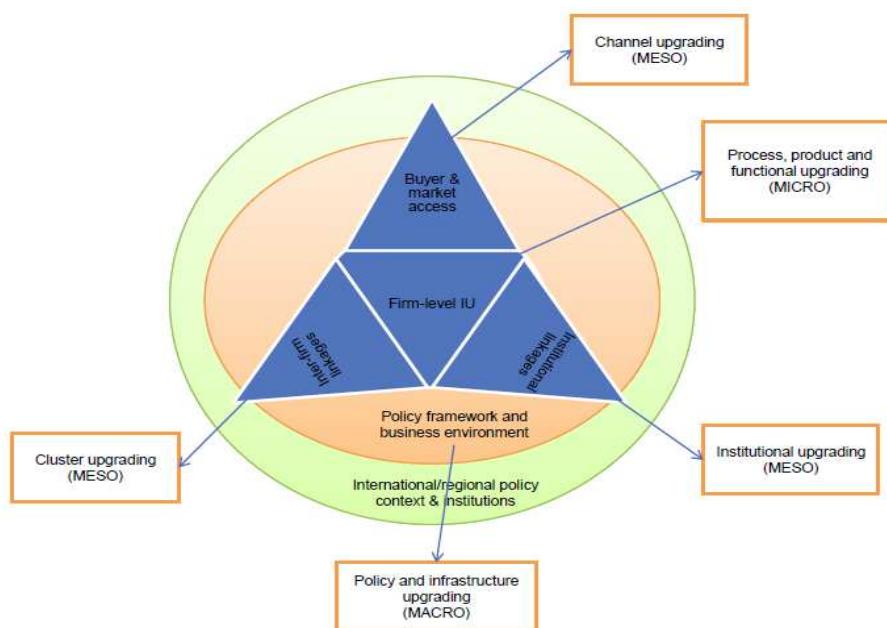 Channel upgrading
(MESO)
Process, product and
functional upgrading
(MICRO)
Buyer &
market
access
Firm-level IU
Inter-firm
linkages
Institutional
linkages
Policy framework and
business environment
Cluster upgrading
(MESO)
Institutional upgrading
(MESO)
International/regional policy
context & institutions
Policy and infrastructure
upgrading
(MACRO)